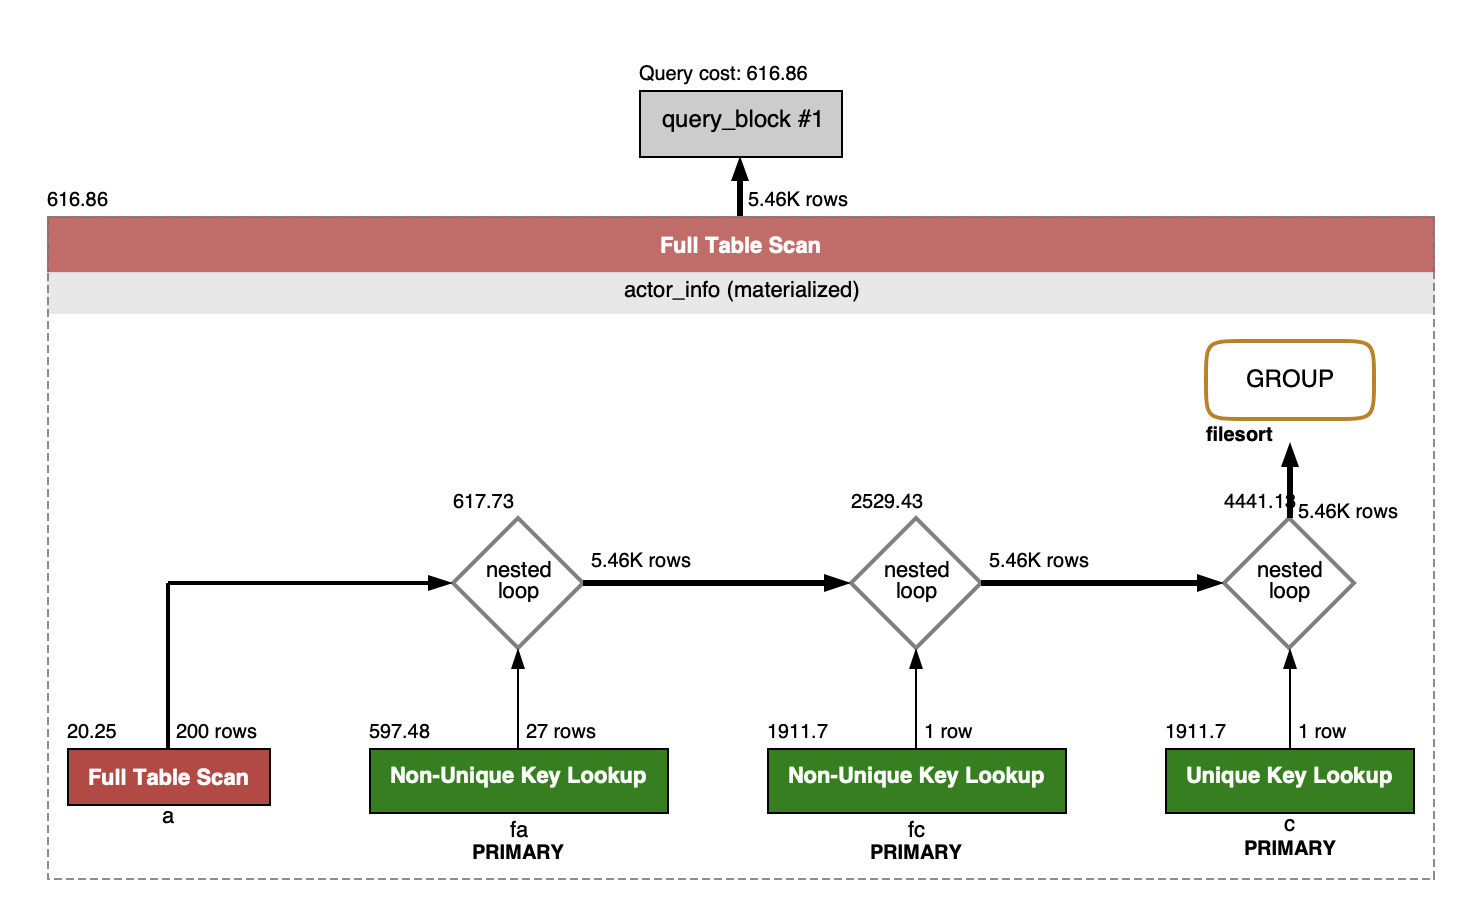 Query cost: 616.86
query_block #1
616.86
5.46K rows
Full Table Scan
actor_info (materialized)
GROUP
filesort
617.73
2529.43
4441.13
5.46K rows
nested
loop
5.46K rows
nested
loop
5.46K rows
nested
loop
20.25
200 rows
597.48
27 rows
1911.7
1 row
1911.7
1 row
Full Table Scan
Non-Unique Key Lookup
Non-Unique Key Lookup
Unique Key Lookup
a
fa
PRIMARY
fc
PRIMARY
c
PRIMARY